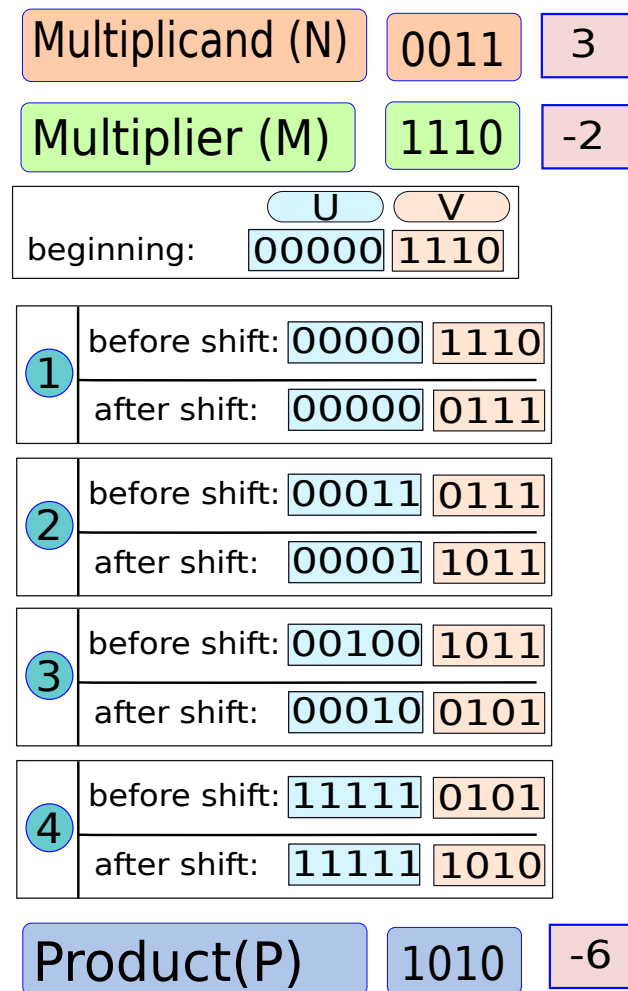 Multiplicand (N) 0011 3
Multiplier (M) 1110 -2
U V
beginning: 00000 1110
1
before shift: 00000 1110
after shift: 00000 0111
2
before shift: 00011 0111
after shift: 00001 1011
3
before shift: 00100 1011
after shift: 00010 0101
4
before shift: 11111 0101
after shift: 11111 1010
Product(P) 1010 -6